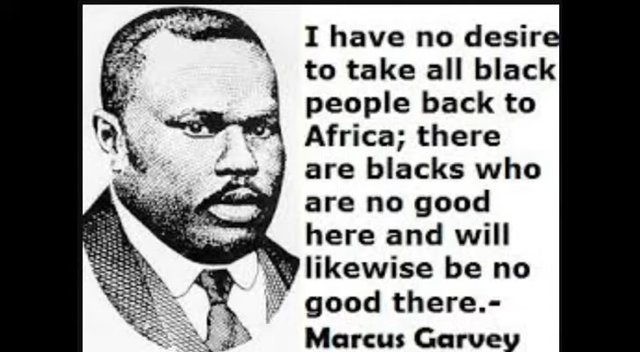 I have no desire
to take all black
people back to
Africa; there
are blacks who
are no good
here and will
likewise be no
good there.-
Marcus Garvey